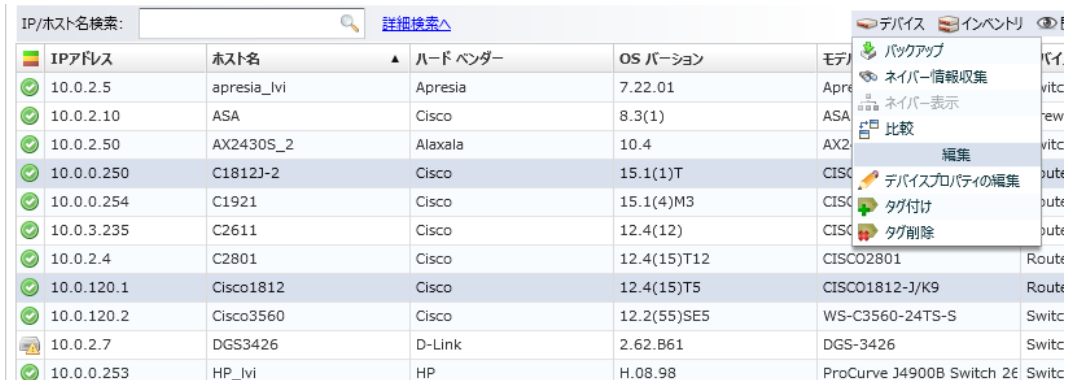 IP/ホスト名検索: 詳細検索へ デバイス インベントリ
IPアドレス ホスト名 ▲ ハード ベンダー OS バージョン
バックアップ
10.0.2.5 apresia_lvi Apresia 7.22.01
ネイバー情報収集
10.0.2.10 ASA Cisco 8.3(1) ASA
ネイバー表示
10.0.2.50 AX2430S_2 Alaxala 10.4
比較
編集
10.0.0.250 C1812J-2 Cisco 15.1(1)T
デバイスプロパティの編集
10.0.0.254 C1921 Cisco 15.1(4)M3
タグ付け
10.0.3.235 C2611 Cisco 12.4(12)
タグ削除
10.0.2.4 C2801 Cisco 12.4(15)T12 CISCO2801 Route
10.0.120.1 Cisco1812 Cisco 12.4(15)T5 CISCO1812-J/K9 Route
10.0.120.2 Cisco3560 Cisco 12.2(55)SE5 WS-C3560-24TS-S Switc
10.0.2.7 DGS3426 D-Link 2.62.B61 DGS-3426 Switc
10.0.0.253 HP_lvi HP H.08.98 ProCurve J4900B Switch 26 Switc